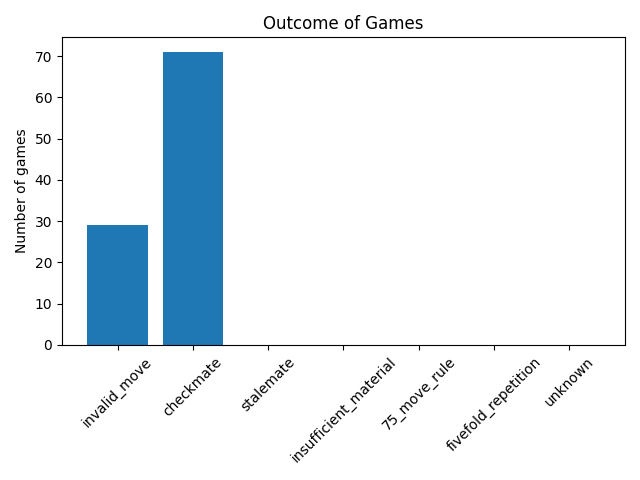 Outcome of Games
Number of games
70
60
50
40
30
20
10
0
invalid_move
checkmate
stalemate
insufficient_material
75_move_rule
fivefold_repetition
unknown